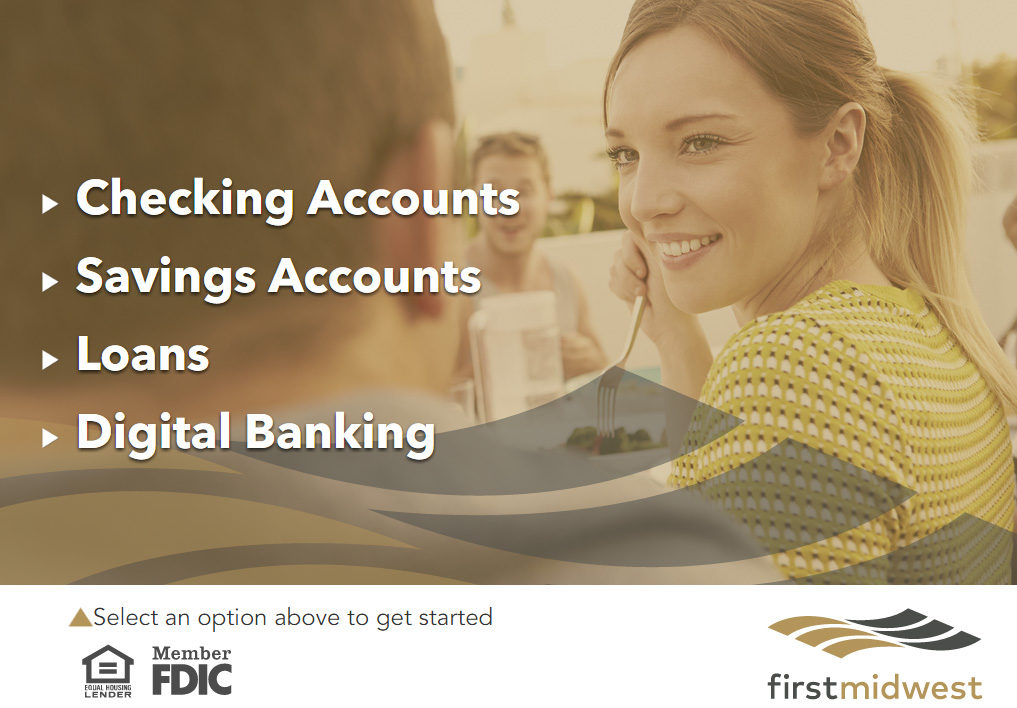 Checking Accounts
Savings Accounts
Loans
Digital Banking
Select an option above to get started
EQUAL HOUSING
LENDER
Member
FDIC
firstmidwest